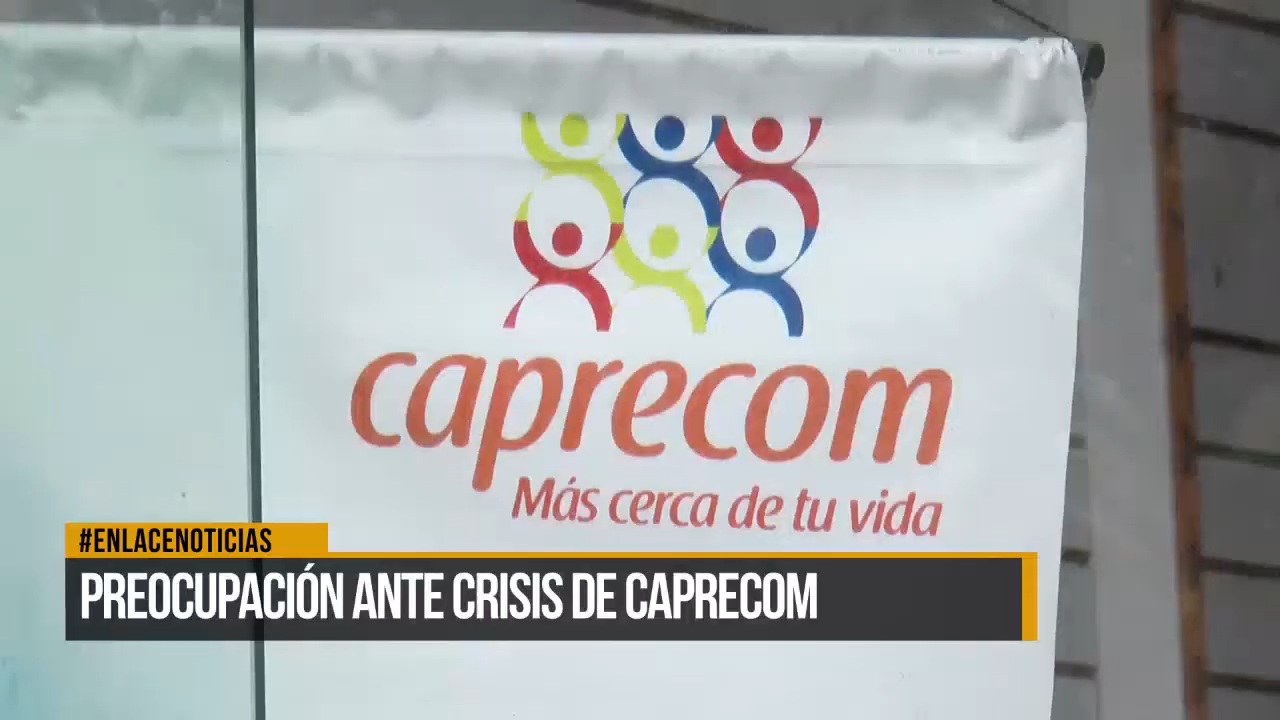 caprecom
Más cerca de tu vida
#ENLACENOTICIAS
PREOCUPACIÓN ANTE CRISIS DE CAPRECOM